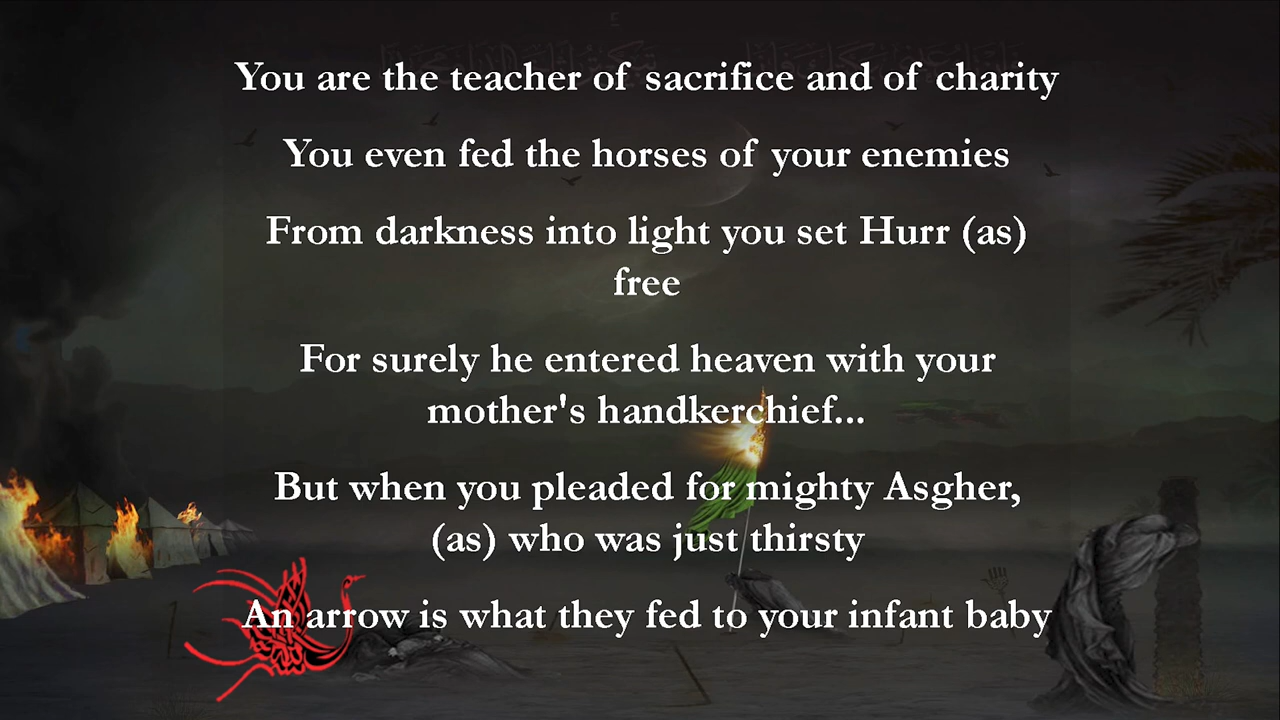 You are the teacher of sacrifice and of charity
You even fed the horses of your enemies
From darkness into light you set Hurr (as)
free
For surely he entered heaven with your
mother's handkerchief...
But when you pleaded for mighty Asgher,
(as) who was just thirsty
An arrow is what they fed to your infant baby